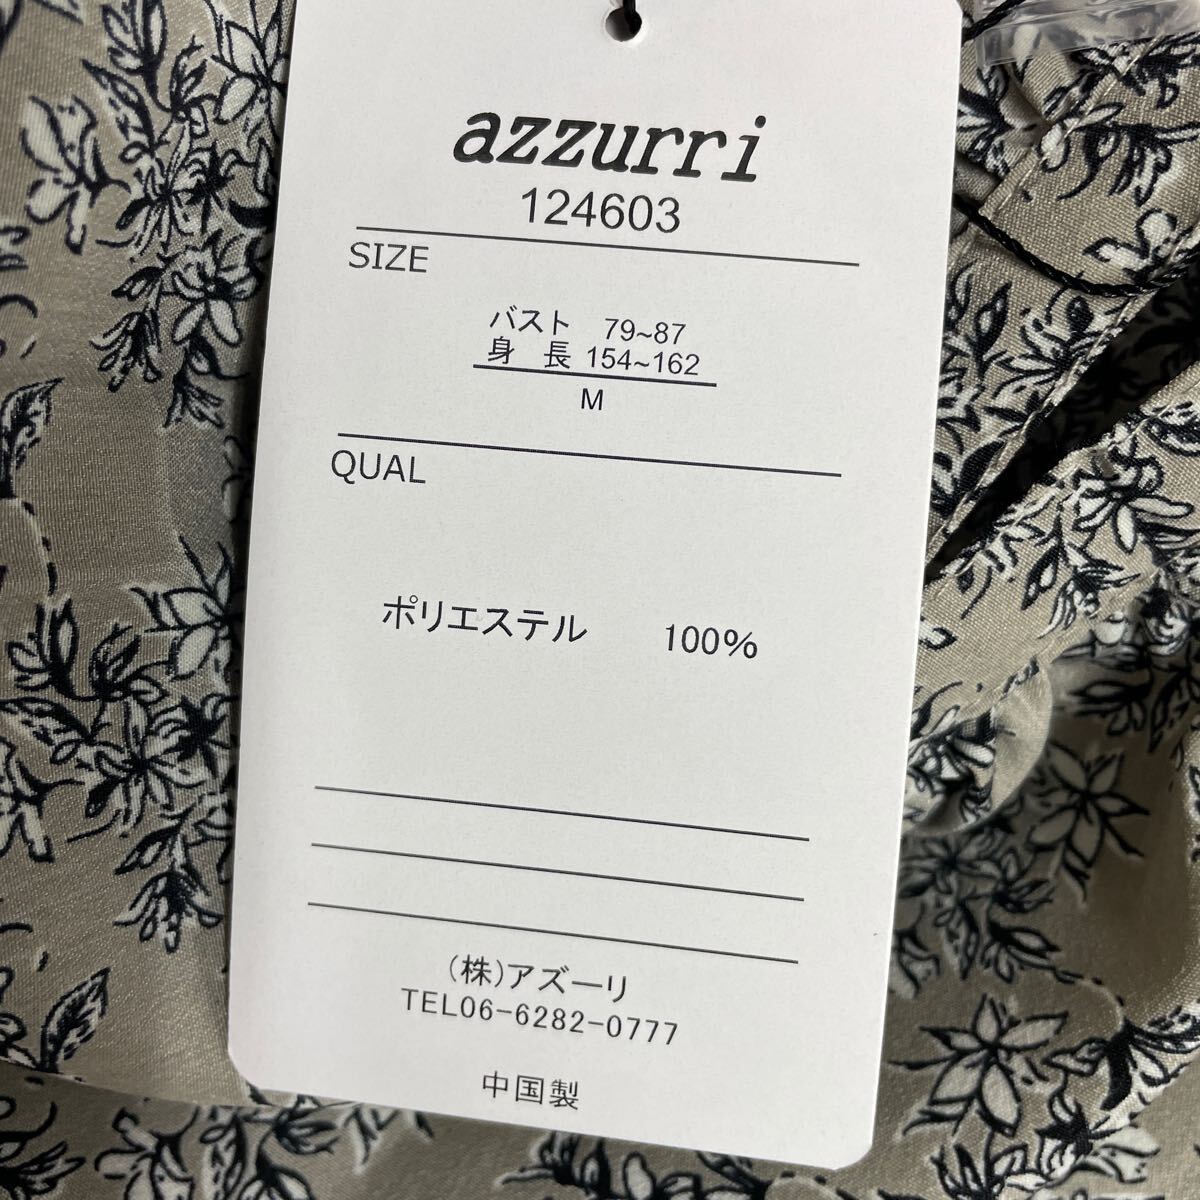 azzurri
124603
SIZE
バスト 79~87
身 長 154~162
M
QUAL
ポリエステル 100%
(株)アズーリ
TEL06-6282-0777
中国製